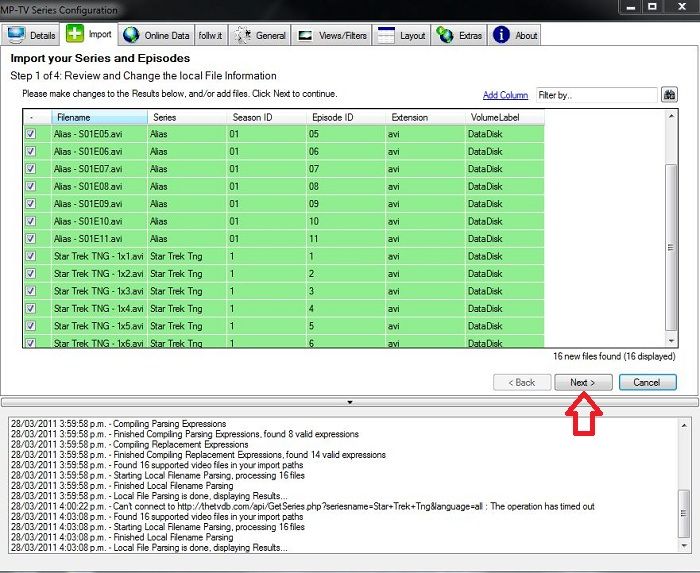 MP-TV Series Configuration
Details Import Online Data follw.it General Views/Filters Layout Extras About
Import your Series and Episodes
Step 1 of 4: Review and Change the local File Information
Please make changes to the Results below, and/or add files. Click Next to continue.
Add Column Filter by..
- Filename Series Season ID Episode ID Extension VolumeLabel
Alias - S01E05.avi Alias 01 05 avi DataDisk
Alias - S01E06.avi Alias 01 06 avi DataDisk
Alias - S01E07.avi Alias 01 07 avi DataDisk
Alias - S01E08.avi Alias 01 08 avi DataDisk
Alias - S01E09.avi Alias 01 09 avi DataDisk
Alias - S01E10.avi Alias 01 10 avi DataDisk
Alias - S01E11.avi Alias 01 11 avi DataDisk
Star Trek TNG - 1x1.avi Star Trek Tng 1 1 avi DataDisk
Star Trek TNG - 1x2.avi Star Trek Tng 1 2 avi DataDisk
Star Trek TNG - 1x3.avi Star Trek Tng 1 3 avi DataDisk
Star Trek TNG - 1x4.avi Star Trek Tng 1 4 avi DataDisk
Star Trek TNG - 1x5.avi Star Trek Tng 1 5 avi DataDisk
Star Trek TNG - 1x6.avi Star Trek Tng 1 6 avi DataDisk
16 new files found (16 displayed)
< Back Next > Cancel
28/03/2011 3:59:58 p.m. - Compiling Parsing Expressions
28/03/2011 3:59:58 p.m. - Finished Compiling Parsing Expressions, found 8 valid expressions
28/03/2011 3:59:58 p.m. - Compiling Replacement Expressions
28/03/2011 3:59:58 p.m. - Finished Compiling Replacement Expressions, found 14 valid expressions
28/03/2011 3:59:58 p.m. - Found 16 supported video files in your import paths
28/03/2011 3:59:58 p.m. - Starting Local Filename Parsing, processing 16 files
28/03/2011 3:59:58 p.m. - Finished Local Filename Parsing
28/03/2011 3:59:58 p.m. - Local File Parsing is done, displaying Results...
28/03/2011 4:00:22 p.m. - Can't connect to http://thetvdb.com/api/GetSeries.php?seriesname=Star+Trek+Tng&language=all : The operation has timed out
28/03/2011 4:03:08 p.m. - Found 16 supported video files in your import paths
28/03/2011 4:03:08 p.m. - Starting Local Filename Parsing, processing 16 files
28/03/2011 4:03:08 p.m. - Finished Local Filename Parsing
28/03/2011 4:03:08 p.m. - Local File Parsing is done, displaying Results...